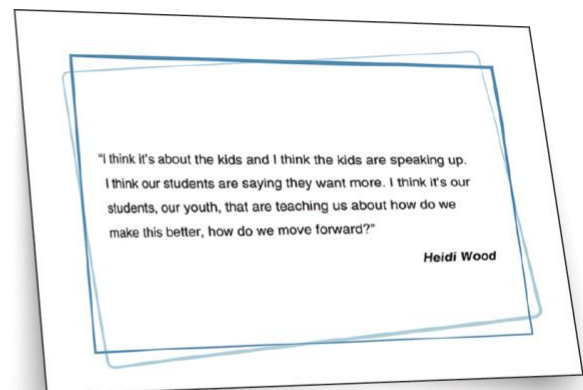 "I think it's about the kids and I think the kids are speaking up.
I think our students are saying they want more. I think it's our
students, our youth, that are teaching us about how do we
make this better, how do we move forward?"
Heidi Wood